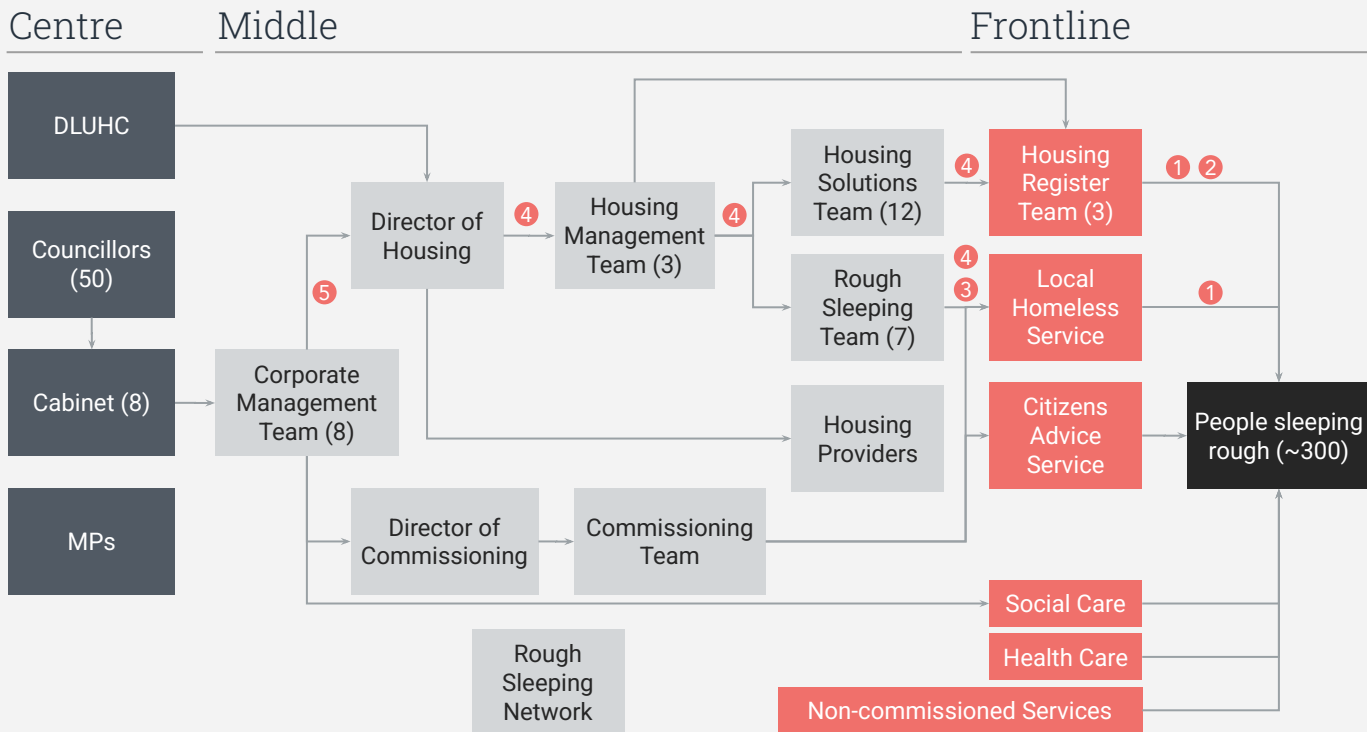 Centre
Middle
Frontline
DLUHC
Councillors
(50)
Cabinet (8)
MPs
Corporate
Management
Team (8)
5
Director of
Housing
4
Housing
Management
Team (3)
4
Housing
Solutions
Team (12)
4
Rough
Sleeping
Team (7)
4
3
Housing
Providers
Director of
Commissioning
Commissioning
Team
Rough
Sleeping
Network
Housing
Register
Team (3)
1 2
Local
Homeless
Service
1
Citizens
Advice
Service
Social Care
Health Care
Non-commissioned Services
People sleeping
rough (~300)